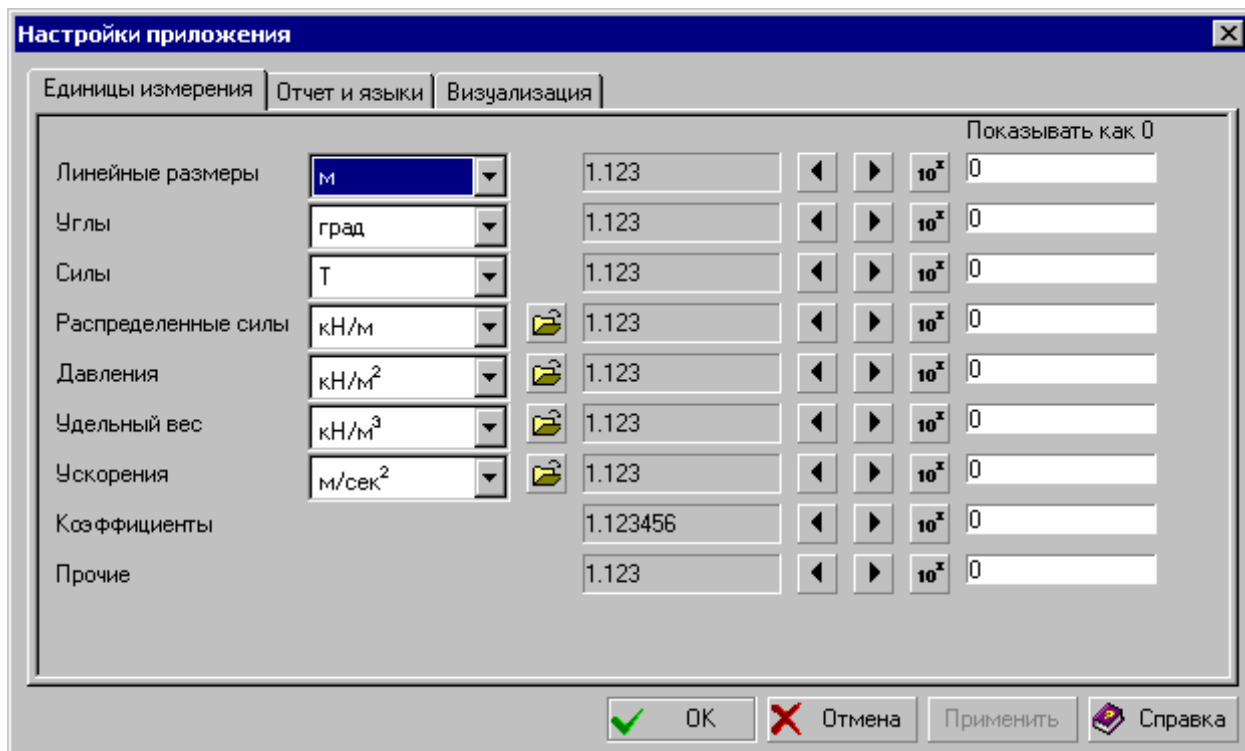 Настройки приложения
Единицы измерения Отчет и языки Визуализация
Показывать как 0
Линейные размеры м 1.123 10ˣ 0
Углы град 1.123 10ˣ 0
Силы Т 1.123 10ˣ 0
Распределенные силы кН/м 1.123 10ˣ 0
Давления кН/м² 1.123 10ˣ 0
Удельный вес кН/м³ 1.123 10ˣ 0
Ускорения м/сек² 1.123 10ˣ 0
Коэффициенты 1.123456 10ˣ 0
Прочие 1.123 10ˣ 0
OK Отмена Применить Справка